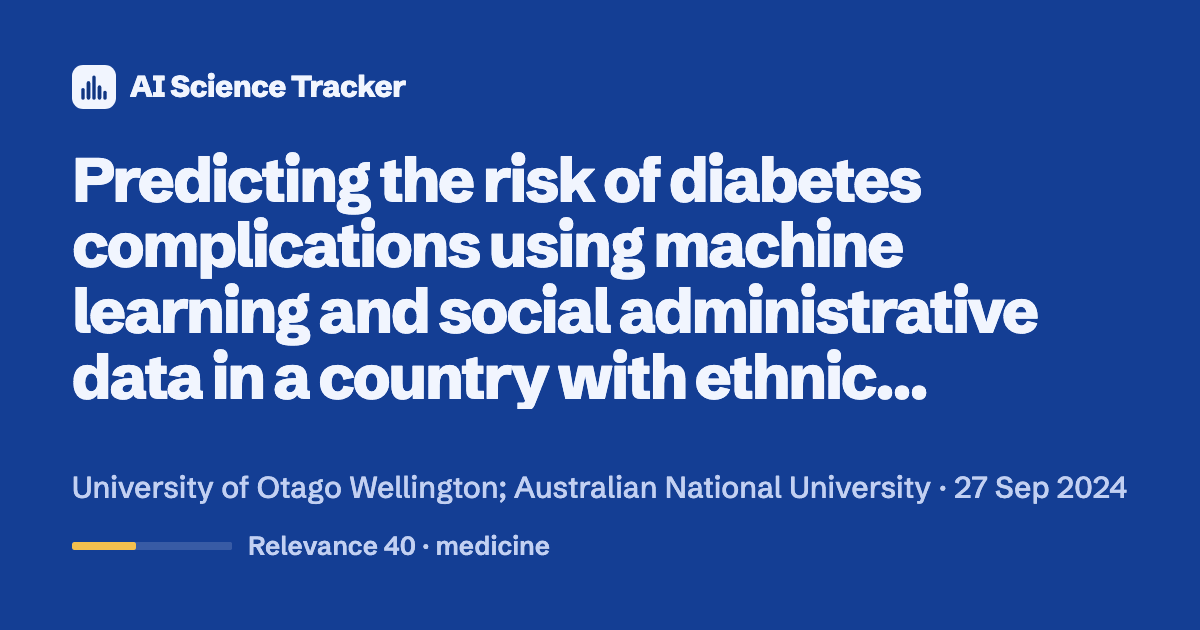 AI Science Tracker
Predicting the risk of diabetes
complications using machine
learning and social administrative
data in a country with ethnic...
University of Otago Wellington; Australian National University · 27 Sep 2024
Relevance 40 · medicine